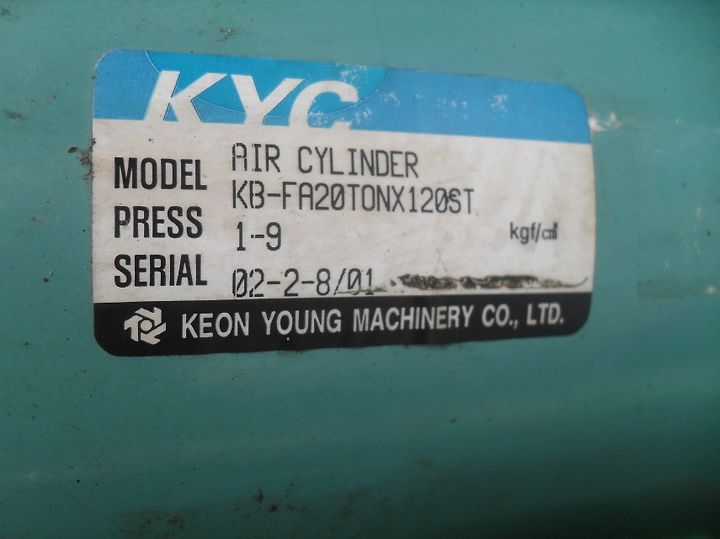 KYC
AIR CYLINDER
MODEL KB-FA20TONX120ST
PRESS 1-9 kgf/㎠
SERIAL 02-2-8/01
KEON YOUNG MACHINERY CO., LTD.